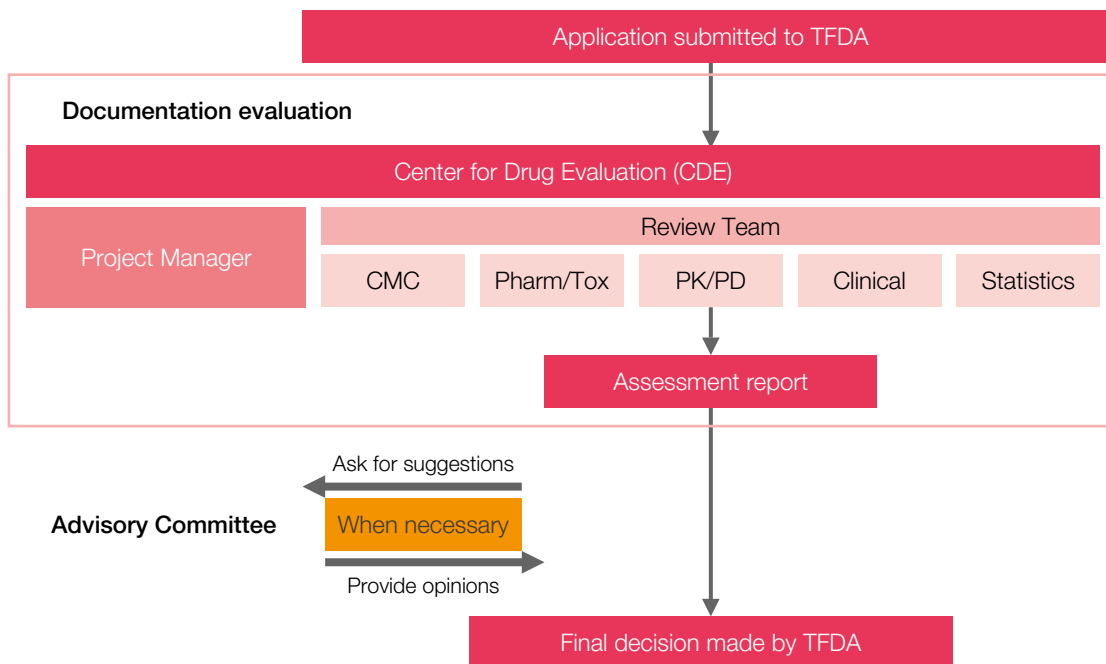 Application submitted to TFDA
Documentation evaluation
Center for Drug Evaluation (CDE)
Project Manager
Review Team
CMC
Pharm/Tox
PK/PD
Clinical
Statistics
Assessment report
Ask for suggestions
Advisory Committee
When necessary
Provide opinions
Final decision made by TFDA